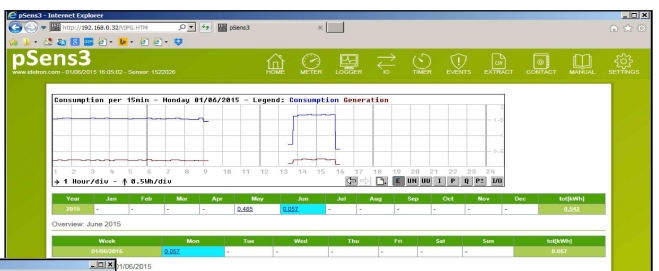 pSens3 - Internet Explorer
http://192.168.0.32/VIPG.HTM
pSens3
pSens3
www.idetron.com - 01/06/2015 16:05:02 - Sensor: 1522026
HOME METER LOGGER IO TIMER EVENTS EXTRACT CONTACT MANUAL SETTINGS
Consumption per 15min - Monday 01/06/2015 - Legend: Consumption Generation
1 2 3 4 5 6 7 8 9 10 11 12 13 14 15 16 17 18 19 20 21 22 23 24
→ 1 Hour/div - ↑ 0.5Wh/div
E UN UU I P Q P± I/O
Year Jan Feb Mar Apr May Jun Jul Aug Sep Oct Nov Dec tot[kWh]
2015 - - - - 0.485 0.057 - - - - - - 0.542
Overview: June 2015
Week Mon Tue Wed Thu Fri Sat Sun tot[kWh]
01/06/2015 0.057 - - - - - - 0.057
01/06/2015